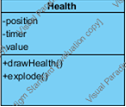 Health
-position
-timer
-value
+drawHealth()
+explode()